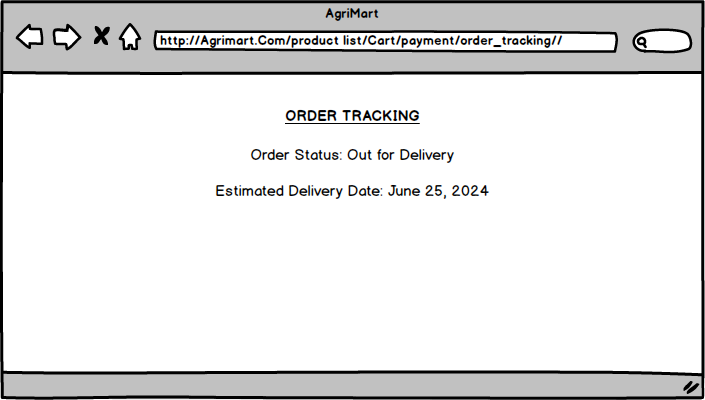 AgriMart
http://Agrimart.Com/product list/Cart/payment/order_tracking//
ORDER TRACKING
Order Status: Out for Delivery
Estimated Delivery Date: June 25, 2024